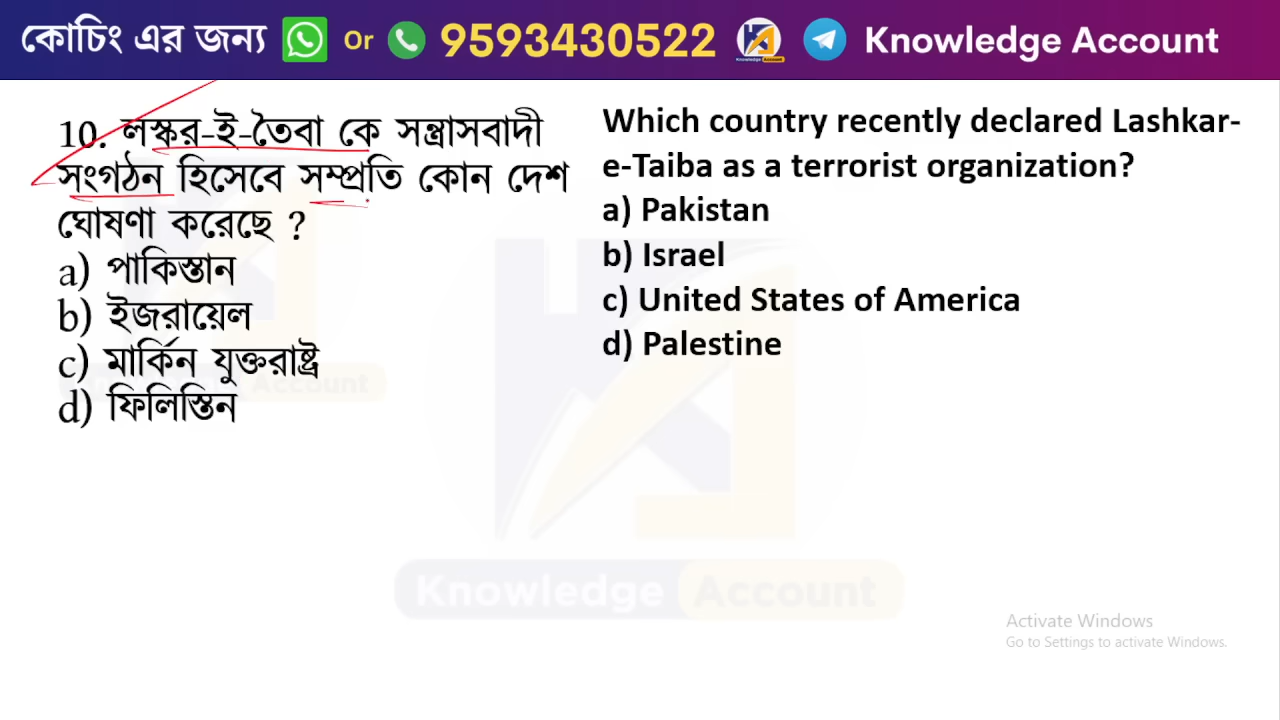 কোচিং এর জন্য Or 9593430522 Knowledge Account
10. লস্কর-ই-তৈবা কে সন্ত্রাসবাদী
সংগঠন হিসেবে সম্প্রতি কোন দেশ
ঘোষণা করেছে ?
a) পাকিস্তান
b) ইজরায়েল
c) মার্কিন যুক্তরাষ্ট্র
d) ফিলিস্তিন
Which country recently declared Lashkar-
e-Taiba as a terrorist organization?
a) Pakistan
b) Israel
c) United States of America
d) Palestine
Knowledge Account
Activate Windows
Go to Settings to activate Windows.